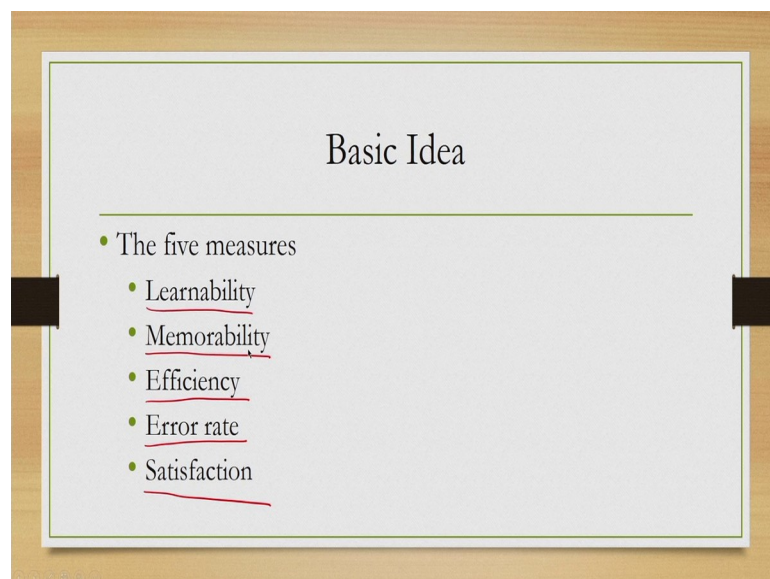 Basic Idea
The five measures
Learnability
Memorability
Efficiency
Error rate
Satisfaction